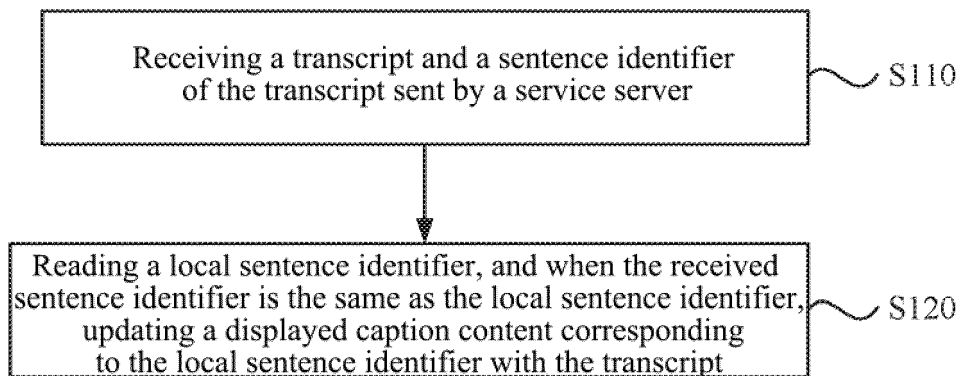 Receiving a transcript and a sentence identifier
of the transcript sent by a service server
S110
Reading a local sentence identifier, and when the received
sentence identifier is the same as the local sentence identifier,
updating a displayed caption content corresponding
to the local sentence identifier with the transcript
S120